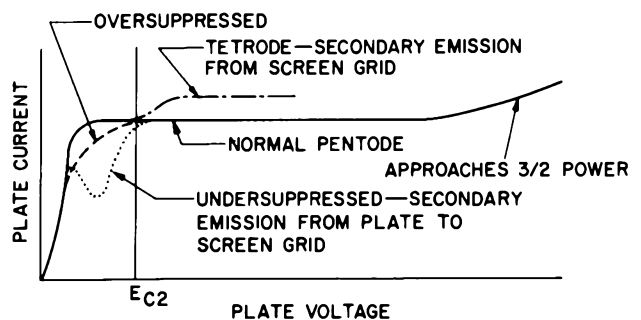 OVERSUPPRESSED
TETRODE—SECONDARY EMISSION
FROM SCREEN GRID
PLATE CURRENT
NORMAL PENTODE
APPROACHES 3/2 POWER
UNDERSUPPRESSED—SECONDARY
EMISSION FROM PLATE TO
SCREEN GRID
EC2
PLATE VOLTAGE